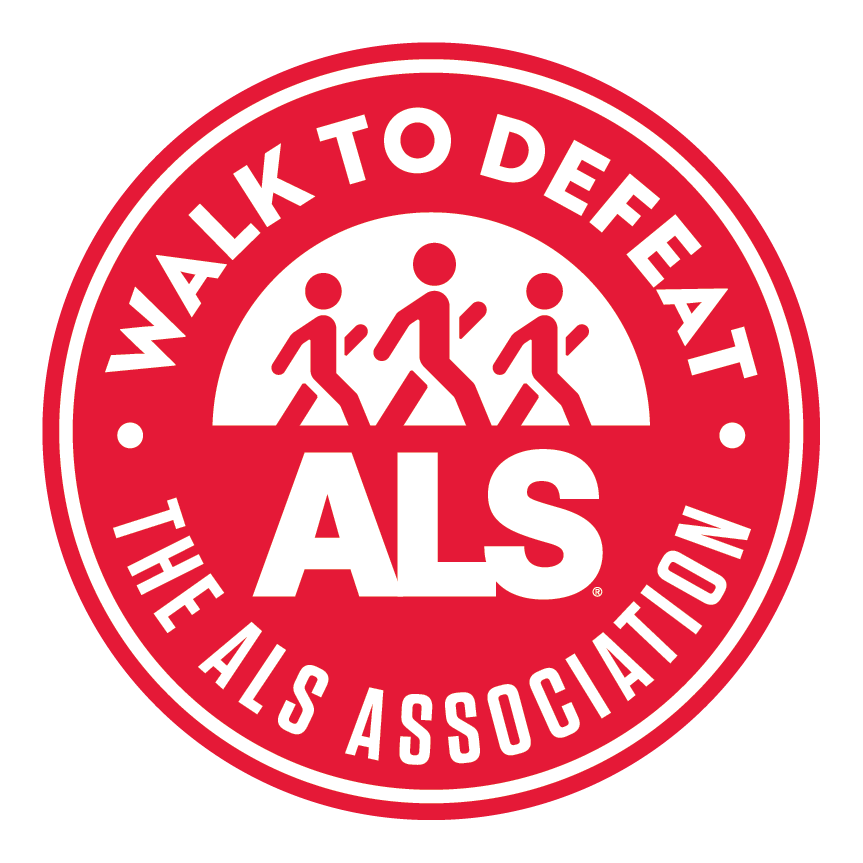 WALK TO DEFEAT
ALS®
THE ALS ASSOCIATION